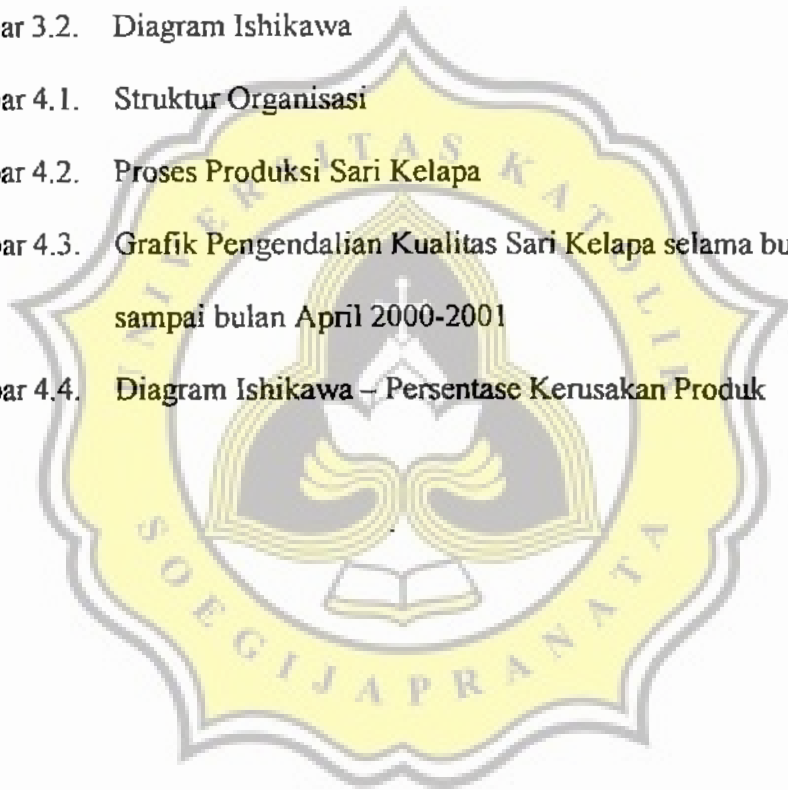 ar 3.2. Diagram Ishikawa
ar 4.1. Struktur Organisasi
ar 4.2. Proses Produksi Sari Kelapa
ar 4.3. Grafik Pengendalian Kualitas Sari Kelapa selama bu
sampai bulan April 2000-2001
ar 4.4. Diagram Ishikawa – Persentase Kerusakan Produk
UNIVERSITAS KATOLIK
SOEGIJAPRANATA